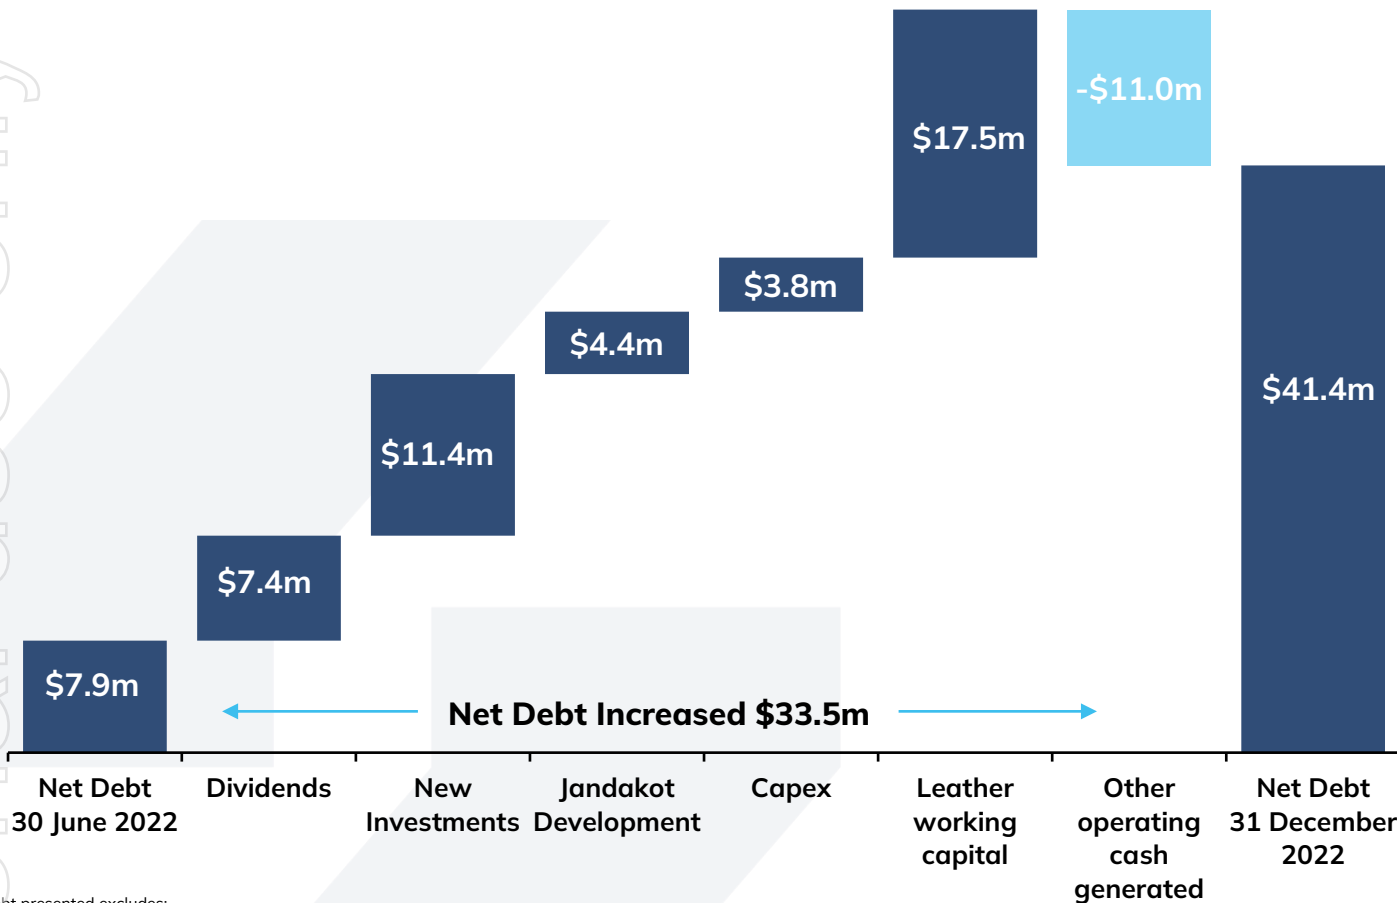 -$11.0m
$17.5m
$3.8m
$4.4m
$41.4m
$11.4m
$7.4m
$7.9m
Net Debt Increased $33.5m
Net Debt
30 June 2022
Dividends
New
Investments
Jandakot
Development
Capex
Leather
working
capital
Other
operating
cash
generated
Net Debt
31 December
2022
presented excludes: